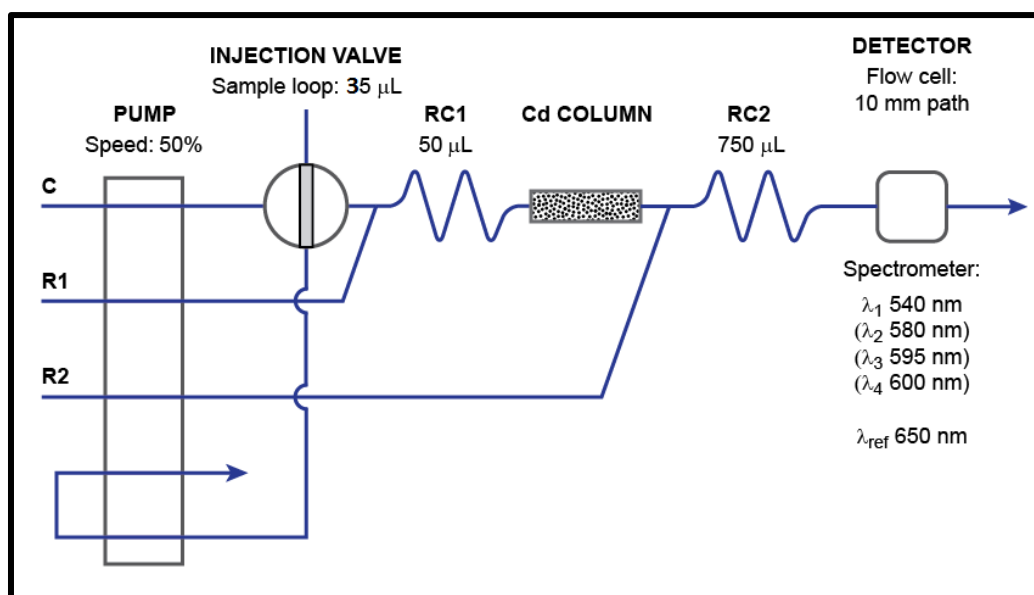 INJECTION VALVE
Sample loop: 35 μL
DETECTOR
Flow cell:
10 mm path
PUMP
Speed: 50%
RC1
50 μL
Cd COLUMN
RC2
750 μL
C
R1
R2
Spectrometer:
λ1 540 nm
(λ2 580 nm)
(λ3 595 nm)
(λ4 600 nm)
λref 650 nm